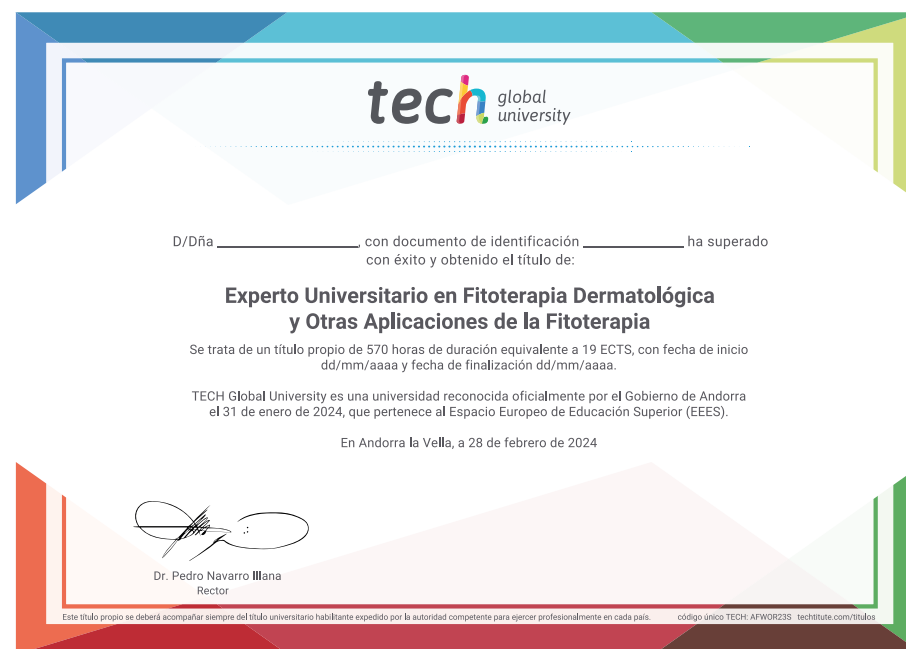 tech global university
D/Dña ____________, con documento de identificación ____________ ha superado
con éxito y obtenido el título de:
Experto Universitario en Fitoterapia Dermatológica
y Otras Aplicaciones de la Fitoterapia
Se trata de un título propio de 570 horas de duración equivalente a 19 ECTS, con fecha de inicio
dd/mm/aaaa y fecha de finalización dd/mm/aaaa.
TECH Global University es una universidad reconocida oficialmente por el Gobierno de Andorra
el 31 de enero de 2024, que pertenece al Espacio Europeo de Educación Superior (EEES).
En Andorra la Vella, a 28 de febrero de 2024
Dr. Pedro Navarro Illana
Rector
Este título propio se deberá acompañar siempre del título universitario habilitante expedido por la autoridad competente para ejercer profesionalmente en cada país. código único TECH: AFWOR23S techtitute.com/titulos